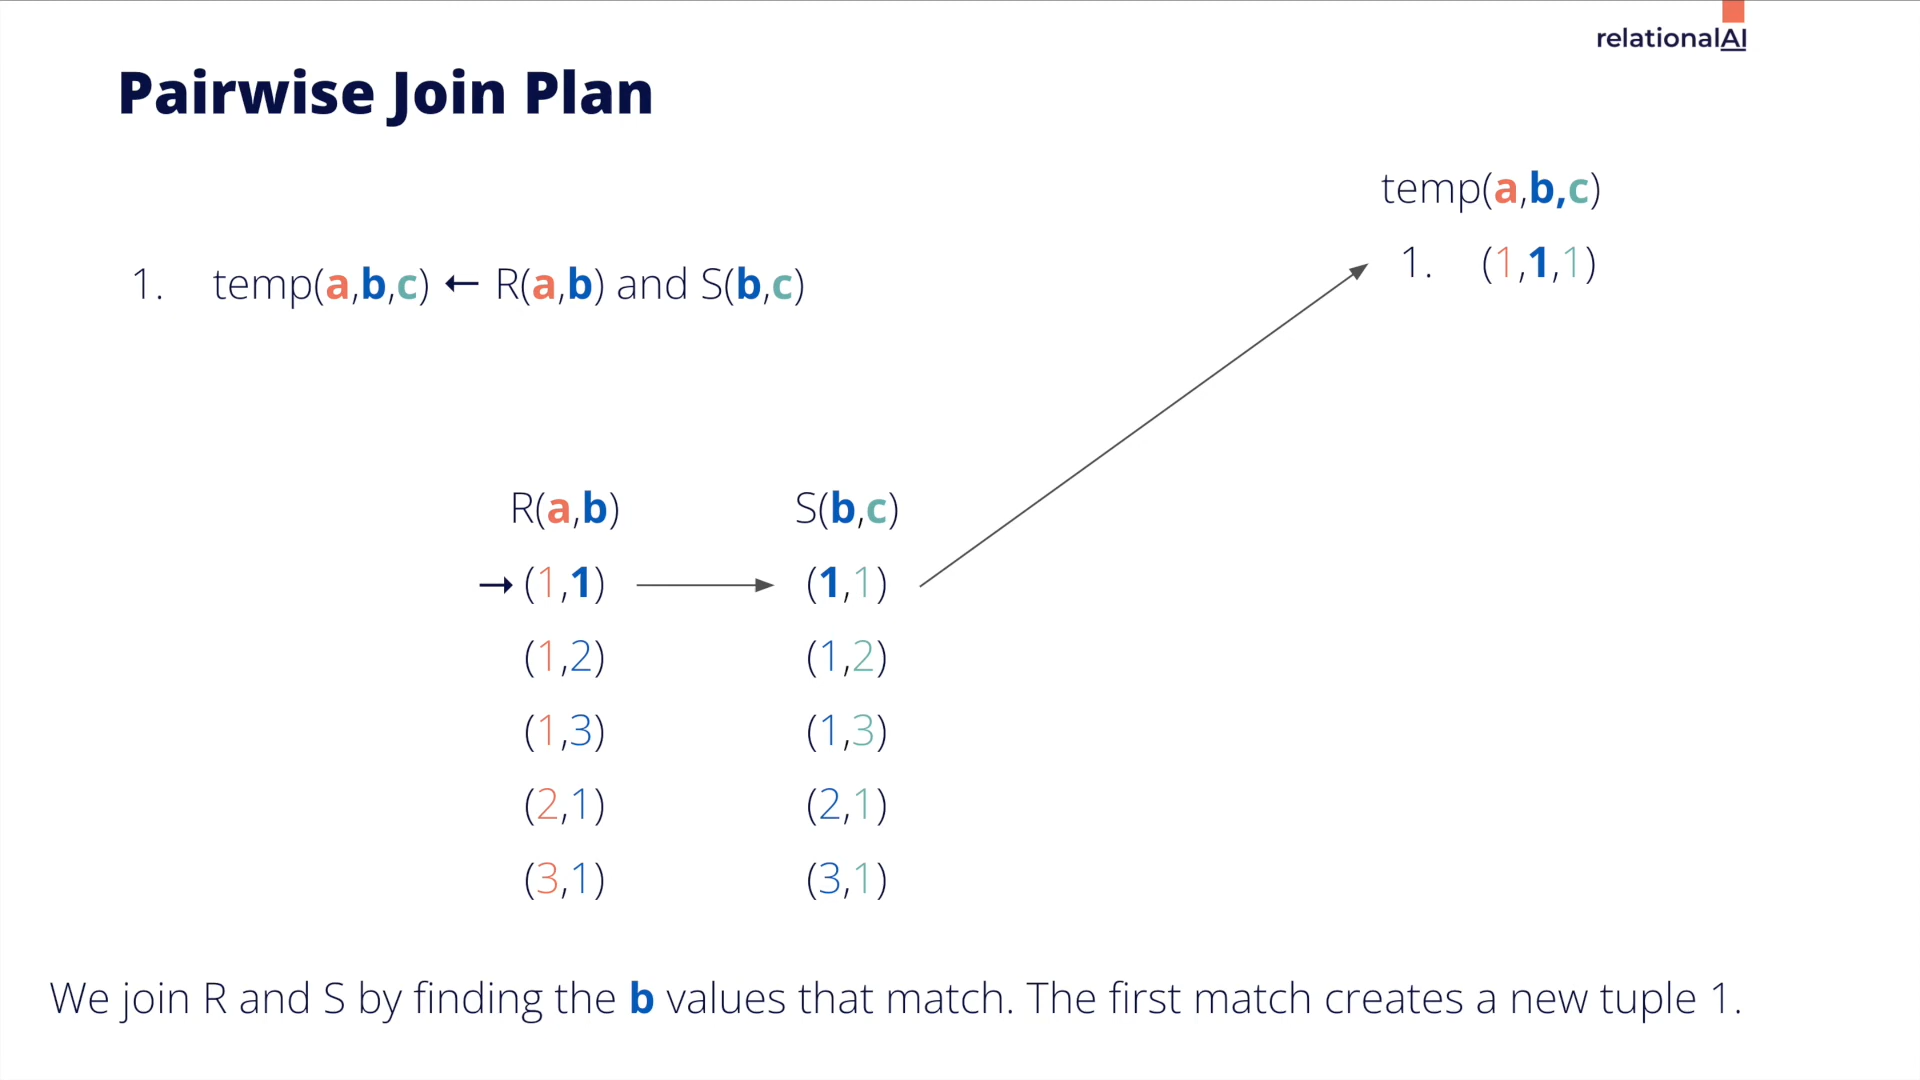 relationalAI
Pairwise Join Plan
temp(a,b,c)
1. (1,1,1)
1. temp(a,b,c) ← R(a,b) and S(b,c)
R(a,b) S(b,c)
→ (1,1) (1,1)
(1,2) (1,2)
(1,3) (1,3)
(2,1) (2,1)
(3,1) (3,1)
We join R and S by finding the b values that match. The first match creates a new tuple 1.